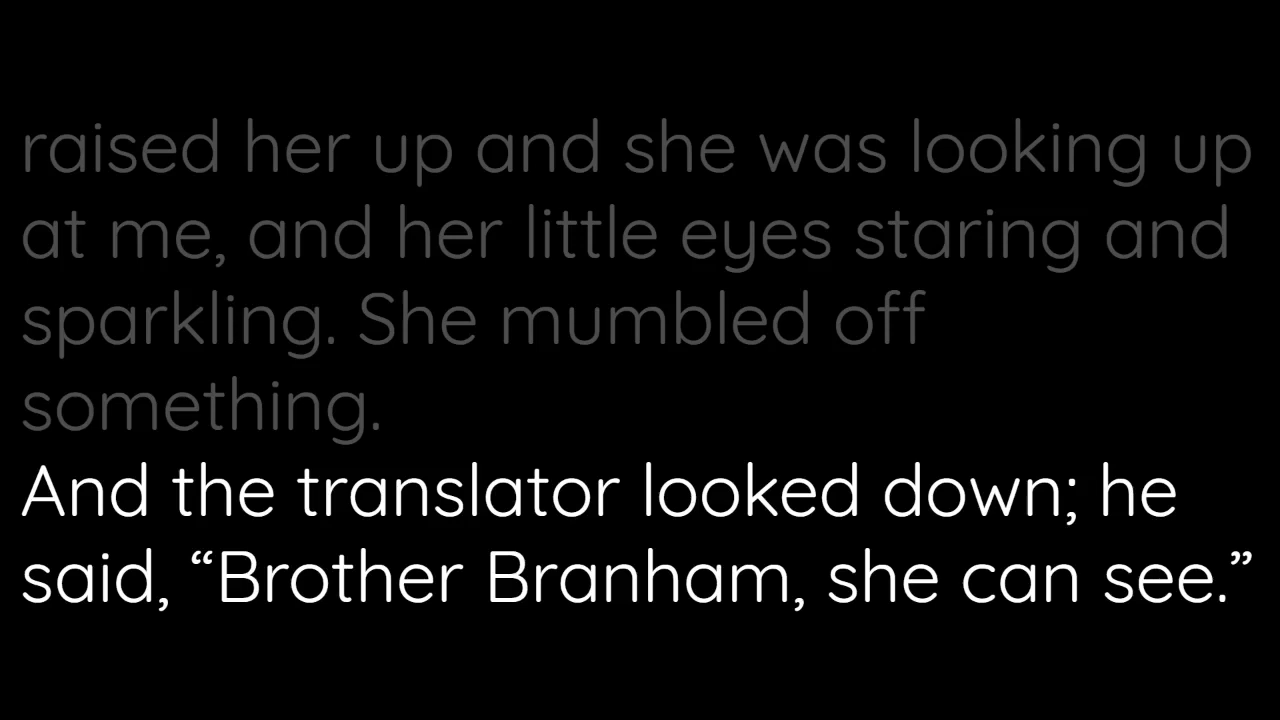 raised her up and she was looking up
at me, and her little eyes staring and
sparkling. She mumbled off
something.
And the translator looked down; he
said, “Brother Branham, she can see.”